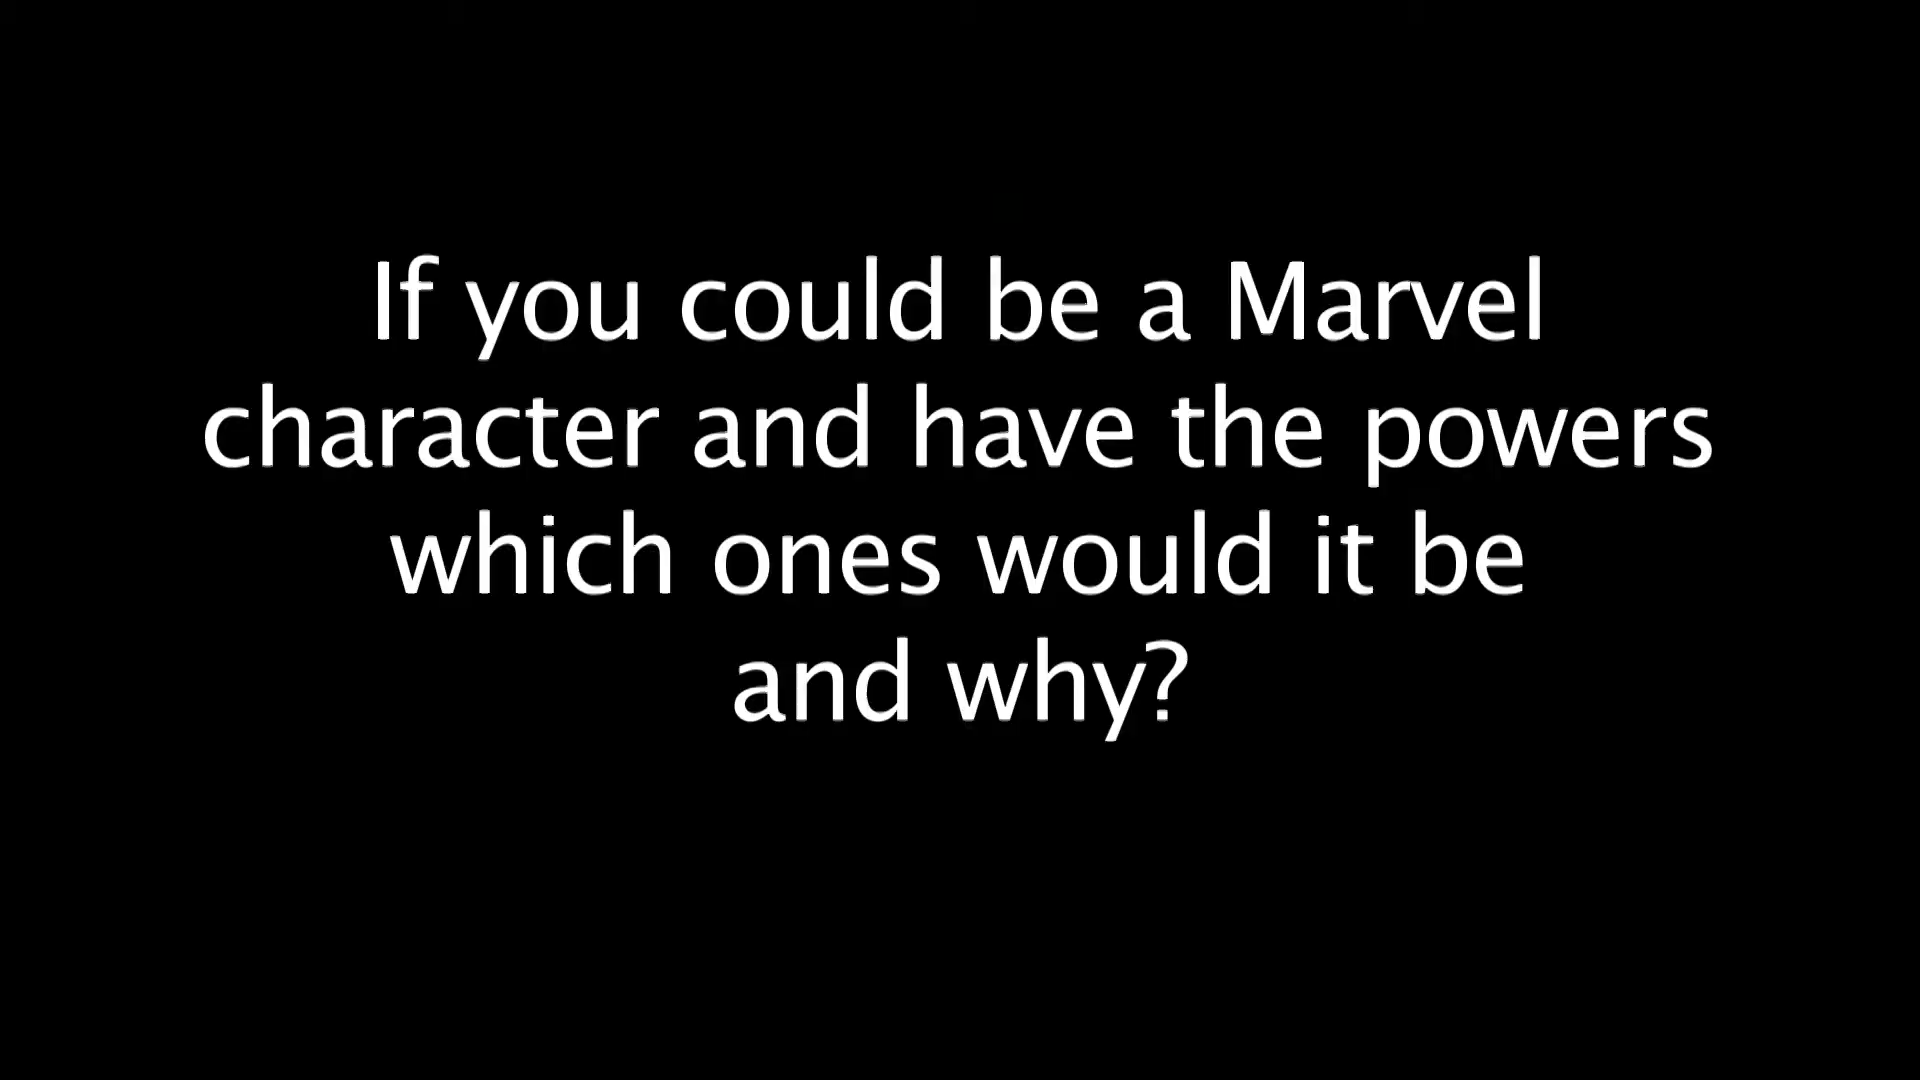 If you could be a Marvel
character and have the powers
which ones would it be
and why?